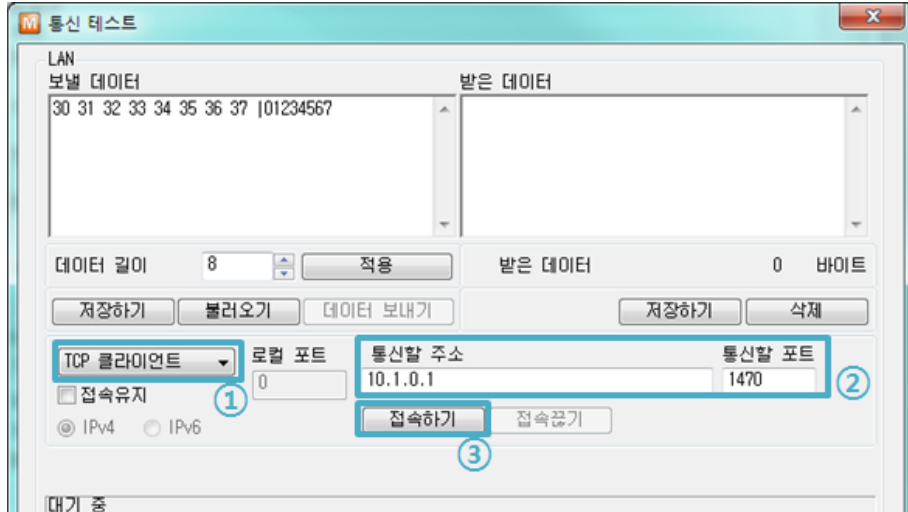 M 통신 테스트
LAN
보낼 데이터
받은 데이터
30 31 32 33 34 35 36 37 |01234567
데이터 길이 8 적용
받은 데이터 0 바이트
저장하기 불러오기 데이터 보내기
저장하기 삭제
TCP 클라이언트 로컬 포트 통신할 주소 통신할 포트
0 10.1.0.1 1470
① ②
접속유지
접속하기 접속끊기
IPv4 IPv6
③
대기 중